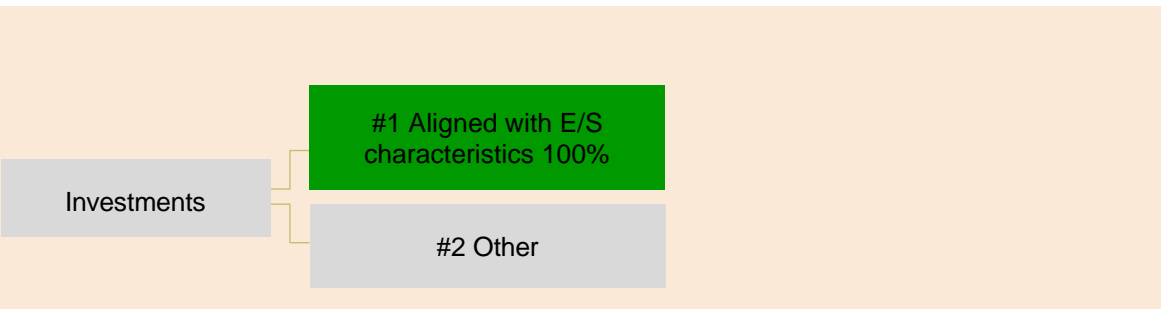 #1 Aligned with E/S
characteristics 100%
Investments
#2 Other